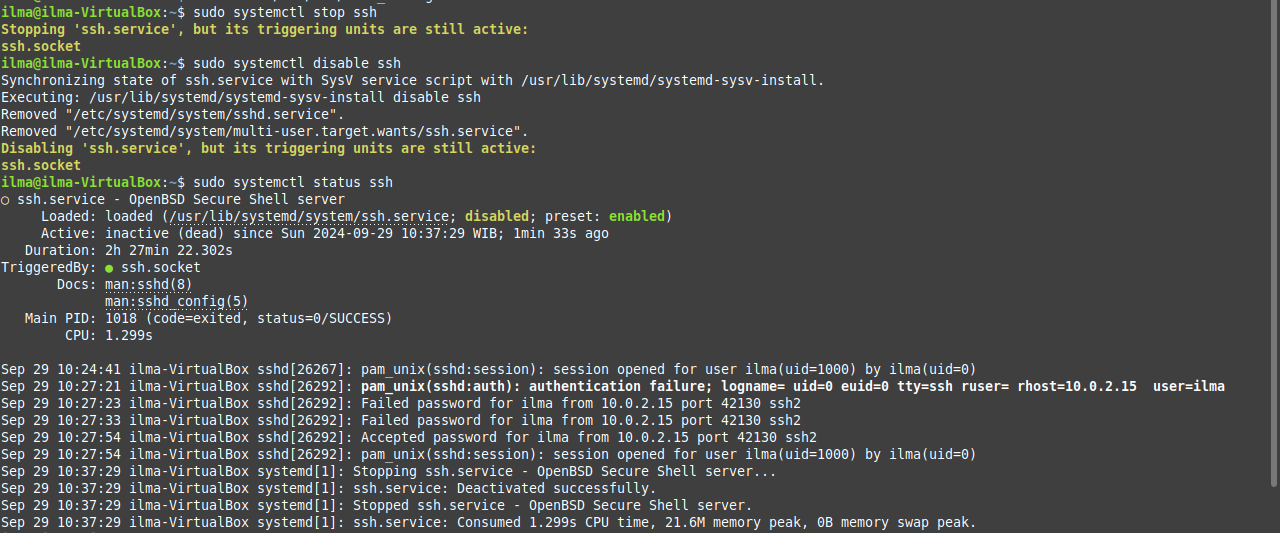 ilma@ilma-VirtualBox:~$ sudo systemctl stop ssh
Stopping 'ssh.service', but its triggering units are still active:
ssh.socket
ilma@ilma-VirtualBox:~$ sudo systemctl disable ssh
Synchronizing state of ssh.service with SysV service script with /usr/lib/systemd/systemd-sysv-install.
Executing: /usr/lib/systemd/systemd-sysv-install disable ssh
Removed "/etc/systemd/system/sshd.service".
Removed "/etc/systemd/system/multi-user.target.wants/ssh.service".
Disabling 'ssh.service', but its triggering units are still active:
ssh.socket
ilma@ilma-VirtualBox:~$ sudo systemctl status ssh
○ ssh.service - OpenBSD Secure Shell server
     Loaded: loaded (/usr/lib/systemd/system/ssh.service; disabled; preset: enabled)
     Active: inactive (dead) since Sun 2024-09-29 10:37:29 WIB; 1min 33s ago
   Duration: 2h 27min 22.302s
TriggeredBy: ● ssh.socket
       Docs: man:sshd(8)
             man:sshd_config(5)
   Main PID: 1018 (code=exited, status=0/SUCCESS)
        CPU: 1.299s

Sep 29 10:24:41 ilma-VirtualBox sshd[26267]: pam_unix(sshd:session): session opened for user ilma(uid=1000) by ilma(uid=0)
Sep 29 10:27:21 ilma-VirtualBox sshd[26292]: pam_unix(sshd:auth): authentication failure; logname= uid=0 euid=0 tty=ssh ruser= rhost=10.0.2.15  user=ilma
Sep 29 10:27:23 ilma-VirtualBox sshd[26292]: Failed password for ilma from 10.0.2.15 port 42130 ssh2
Sep 29 10:27:33 ilma-VirtualBox sshd[26292]: Failed password for ilma from 10.0.2.15 port 42130 ssh2
Sep 29 10:27:54 ilma-VirtualBox sshd[26292]: Accepted password for ilma from 10.0.2.15 port 42130 ssh2
Sep 29 10:27:54 ilma-VirtualBox sshd[26292]: pam_unix(sshd:session): session opened for user ilma(uid=1000) by ilma(uid=0)
Sep 29 10:37:29 ilma-VirtualBox systemd[1]: Stopping ssh.service - OpenBSD Secure Shell server...
Sep 29 10:37:29 ilma-VirtualBox systemd[1]: ssh.service: Deactivated successfully.
Sep 29 10:37:29 ilma-VirtualBox systemd[1]: Stopped ssh.service - OpenBSD Secure Shell server.
Sep 29 10:37:29 ilma-VirtualBox systemd[1]: ssh.service: Consumed 1.299s CPU time, 21.6M memory peak, 0B memory swap peak.